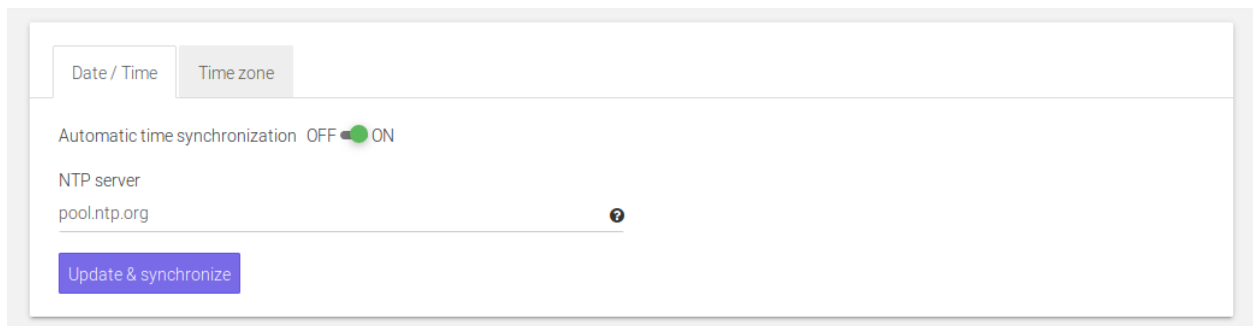 Date / Time Time zone
Automatic time synchronization OFF ON
NTP server
pool.ntp.org ?
Update & synchronize